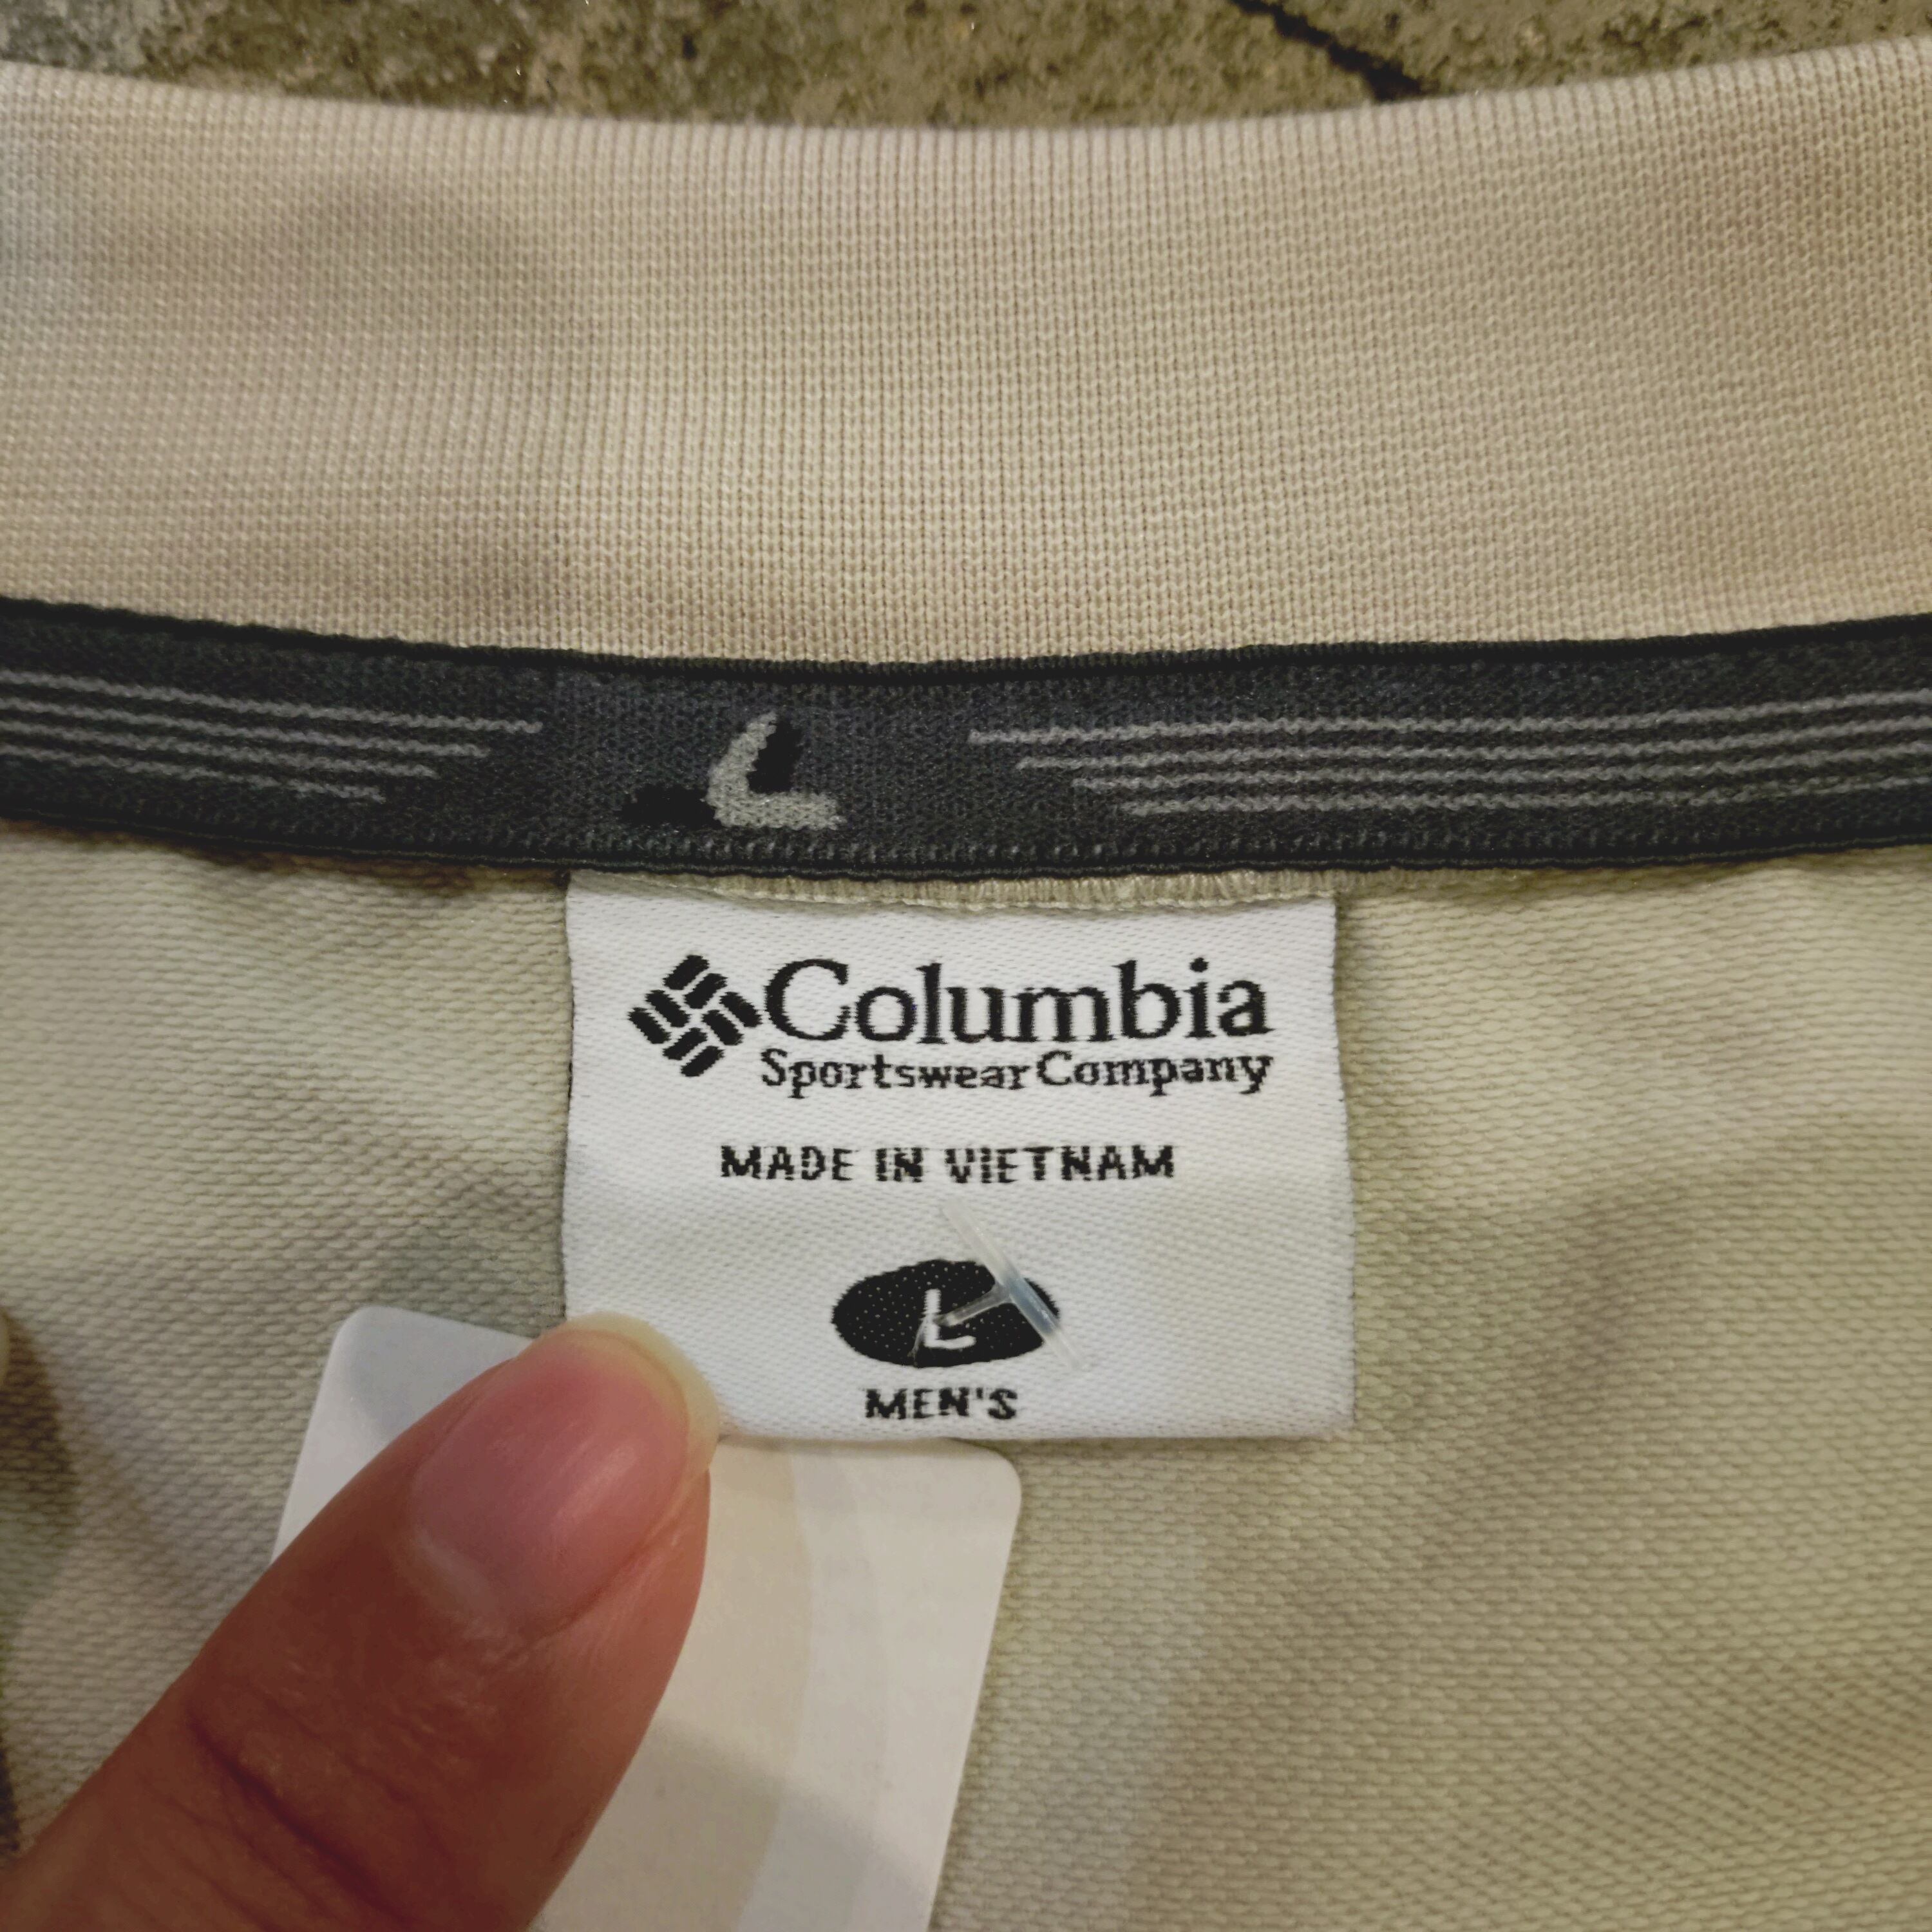 Columbia
Sportswear Company
MADE IN VIETNAM
L
MEN'S